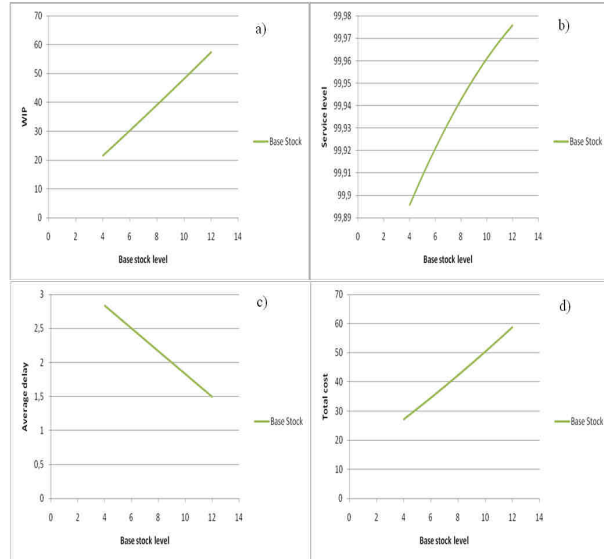 a)
70
60
50
40
30
20
10
0
WIP
0 2 4 6 8 10 12 14
Base stock level
Base Stock
b)
99,98
99,97
99,96
99,95
99,94
99,93
99,92
99,91
99,9
99,89
Service level
0 2 4 6 8 10 12 14
Base stock level
Base Stock
c)
3
2,5
2
1,5
1
0,5
0
Average delay
0 2 4 6 8 10 12 14
Base stock level
Base Stock
d)
70
60
50
40
30
20
10
0
Total cost
0 2 4 6 8 10 12 14
Base stock level
Base Stock